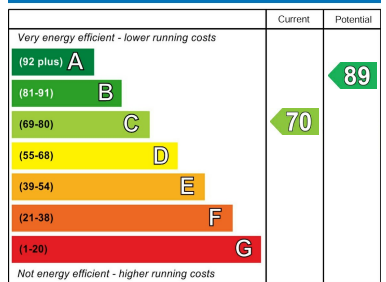 Current Potential
Very energy efficient - lower running costs
(92 plus) A
(81-91) B
89
(69-80) C
70
(55-68) D
(39-54) E
(21-38) F
(1-20) G
Not energy efficient - higher running costs